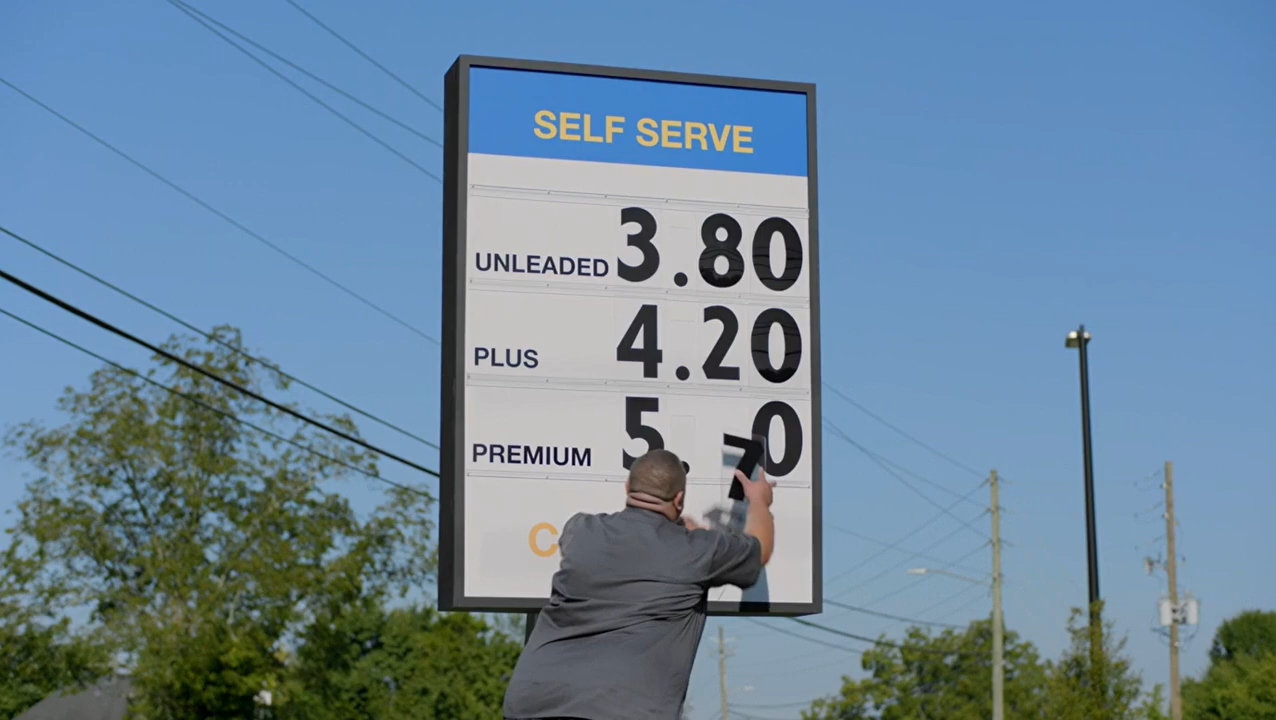 SELF SERVE
UNLEADED 3.80
PLUS 4.20
PREMIUM 5.70
C